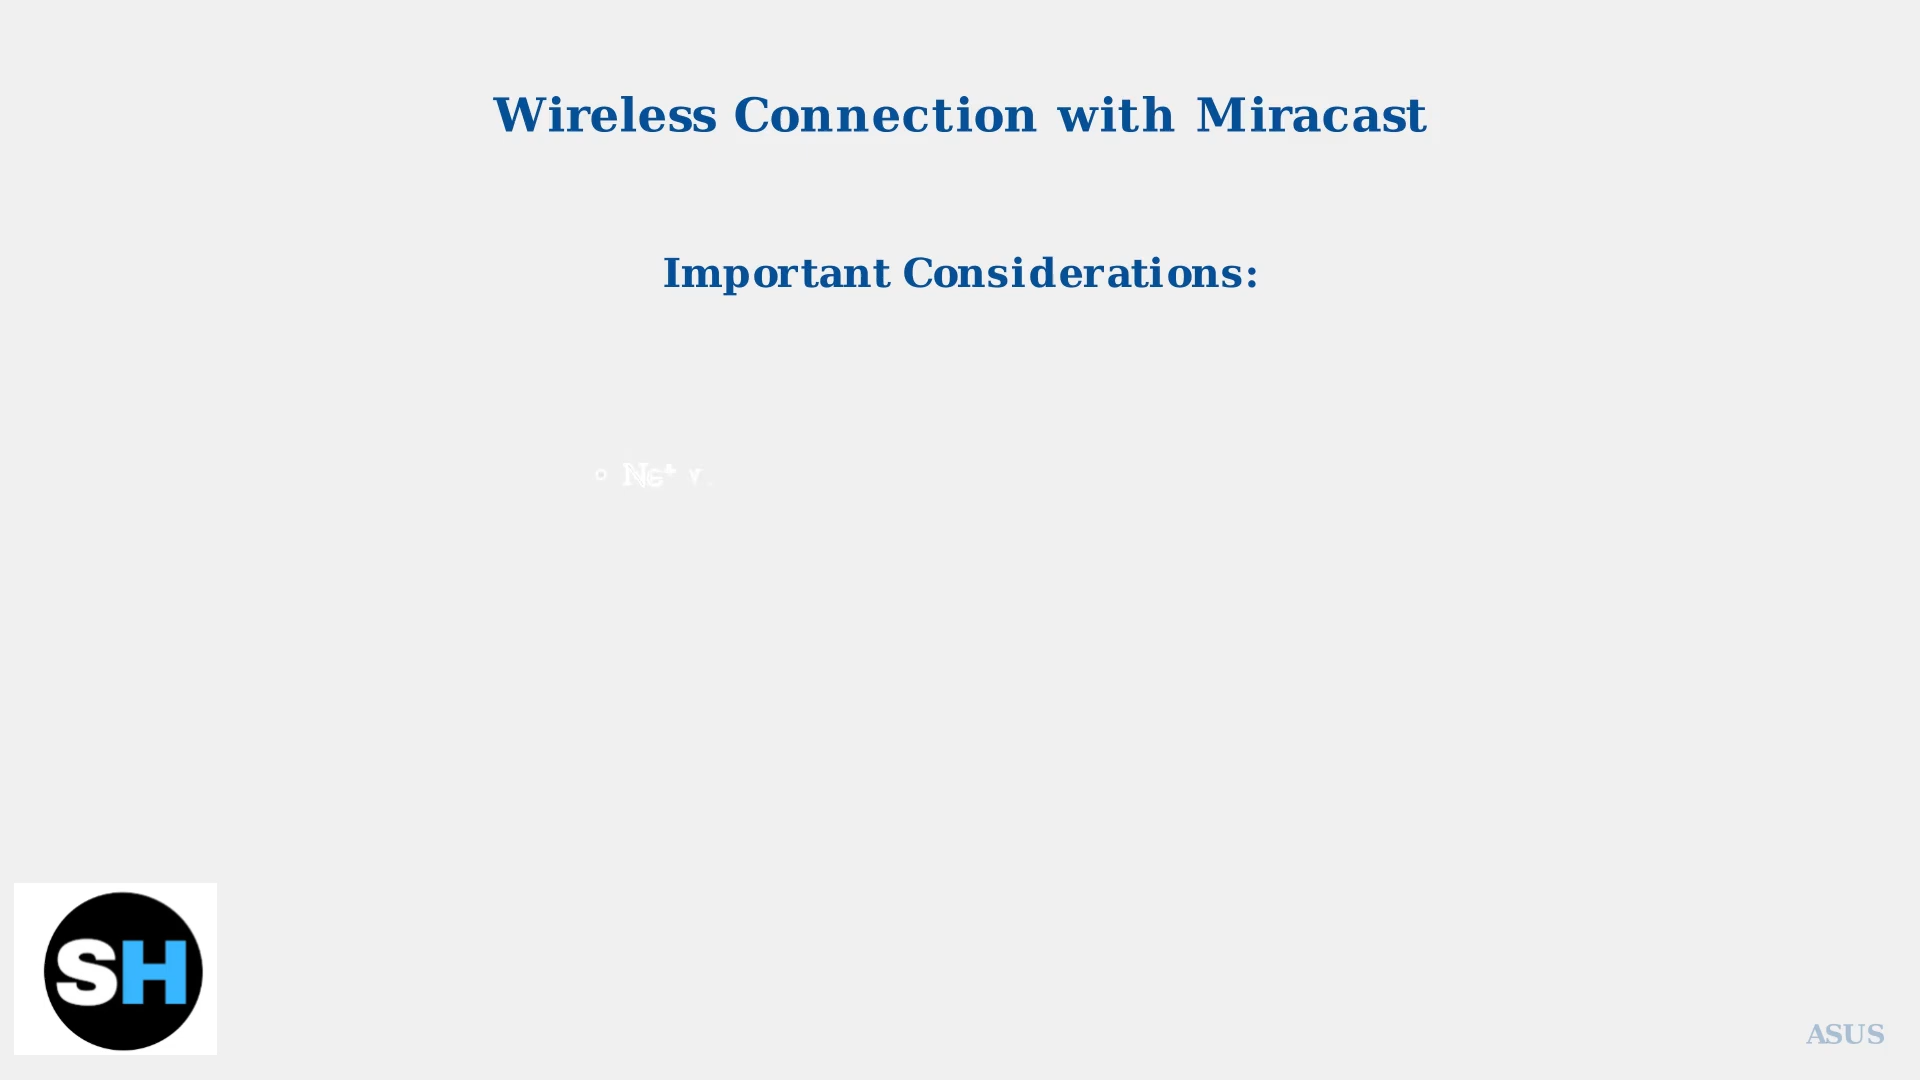 Wireless Connection with Miracast
Important Considerations:
SH
ASUS